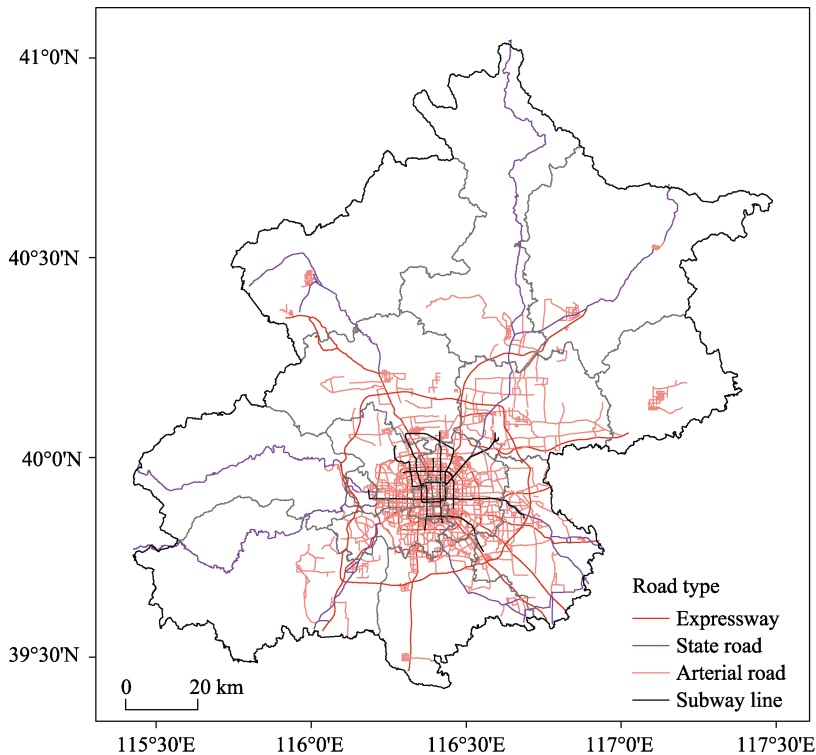 41°0'N
40°30'N
40°0'N
39°30'N
Road type
Expressway
State road
Arterial road
Subway line
0 20 km
115°30'E 116°0'E 116°30'E 117°0'E 117°30'E